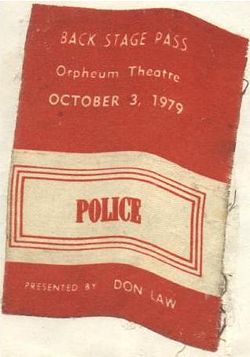 BACK STAGE PASS
Orpheum Theatre
OCTOBER 3, 1979
POLICE
PRESENTED BY DON LAW